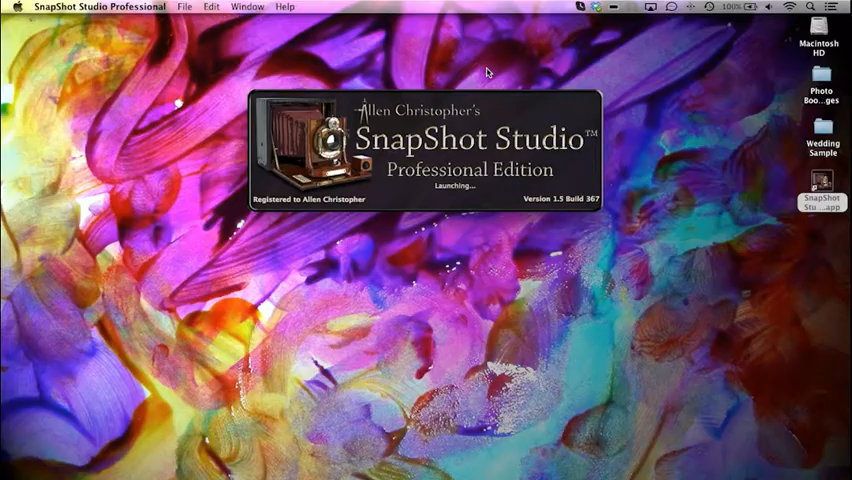 SnapShot Studio Professional File Edit Window Help 100%
Macintosh
HD
Photo
Boo...ges
Wedding
Sample
SnapShot
Stu....app
Allen Christopher's
SnapShot Studio™
Professional Edition
Launching...
Registered to Allen Christopher Version 1.5 Build 367